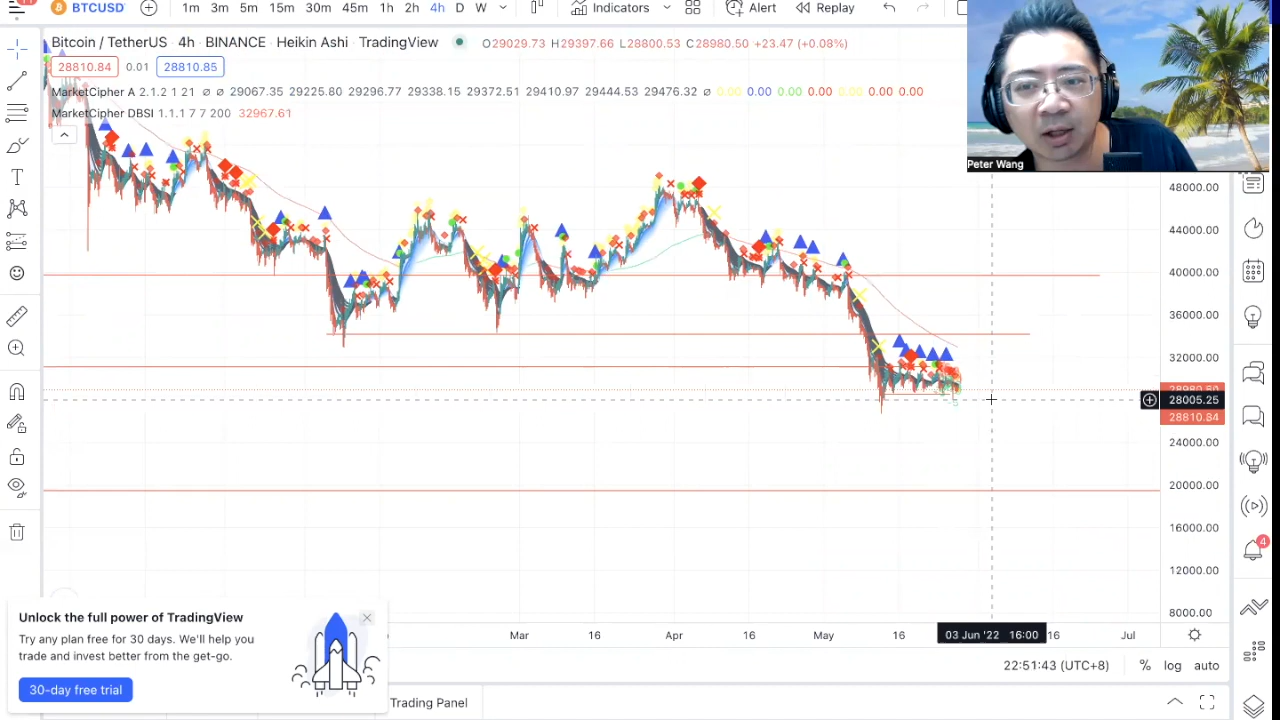 11
BTCUSD 1m 3m 5m 15m 30m 45m 1h 2h 4h D W Indicators Alert Replay
Bitcoin / TetherUS · 4h · BINANCE · Heikin Ashi · TradingView O29029.73 H29397.66 L28800.53 C28980.50 +23.47 (+0.08%)
28810.84 0.01 28810.85
MarketCipher A 2.1.2 1 21 ∅ ∅ 29067.35 29225.80 29296.77 29338.15 29372.51 29410.97 29444.53 29476.32 ∅ 0.00 0.00 0.00 0.00 0.00 0.00 0.00
MarketCipher DBSI 1.1.1 7 7 200 32967.61
Peter Wang
48000.00
44000.00
40000.00
36000.00
32000.00
28980.50
28005.25
28810.84
24000.00
20000.00
16000.00
12000.00
8000.00
4
Unlock the full power of TradingView
Try any plan free for 30 days. We'll help you
trade and invest better from the get-go.
30-day free trial
Mar 16 Apr 16 May 16 03 Jun '22 16:00 16 Jul
22:51:43 (UTC+8) % log auto
Trading Panel